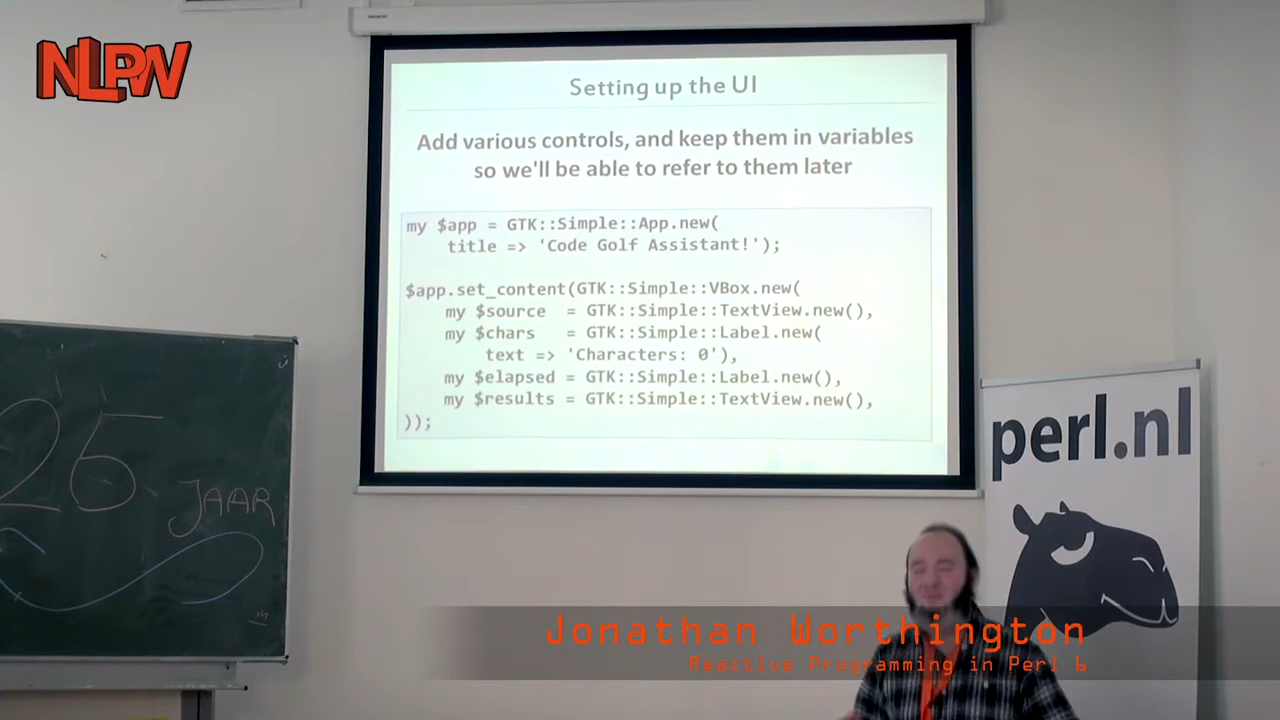 NLPW
Setting up the UI
Add various controls, and keep them in variables
so we'll be able to refer to them later
my $app = GTK::Simple::App.new(
title => 'Code Golf Assistant!');
$app.set_content(GTK::Simple::VBox.new(
my $source = GTK::Simple::TextView.new(),
my $chars = GTK::Simple::Label.new(
text => 'Characters: 0'),
my $elapsed = GTK::Simple::Label.new(),
my $results = GTK::Simple::TextView.new(),
));
25
JAAR
perl.nl
Jonathan Worthington
Reactive Programming in Perl 6